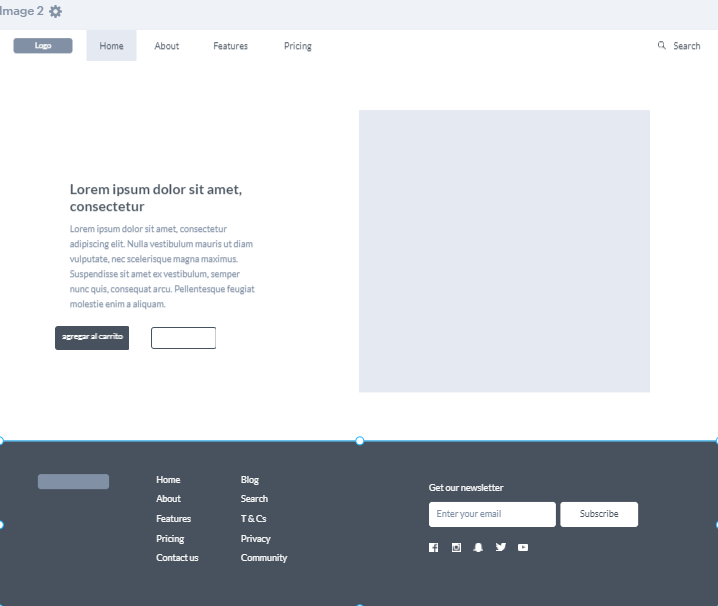 Image 2
Logo
Home
About
Features
Pricing
Search
Lorem ipsum dolor sit amet,
consectetur
Lorem ipsum dolor sit amet, consectetur
adipiscing elit. Nulla vestibulum mauris ut diam
vulputate, nec scelerisque magna maximus.
Suspendisse sit amet ex vestibulum, semper
nunc quis, consequat arcu. Pellentesque feugiat
molestie enim a aliquam.
agregar al carrito
Home
About
Features
Pricing
Contact us
Blog
Search
T & Cs
Privacy
Community
Get our newsletter
Enter your email
Subscribe